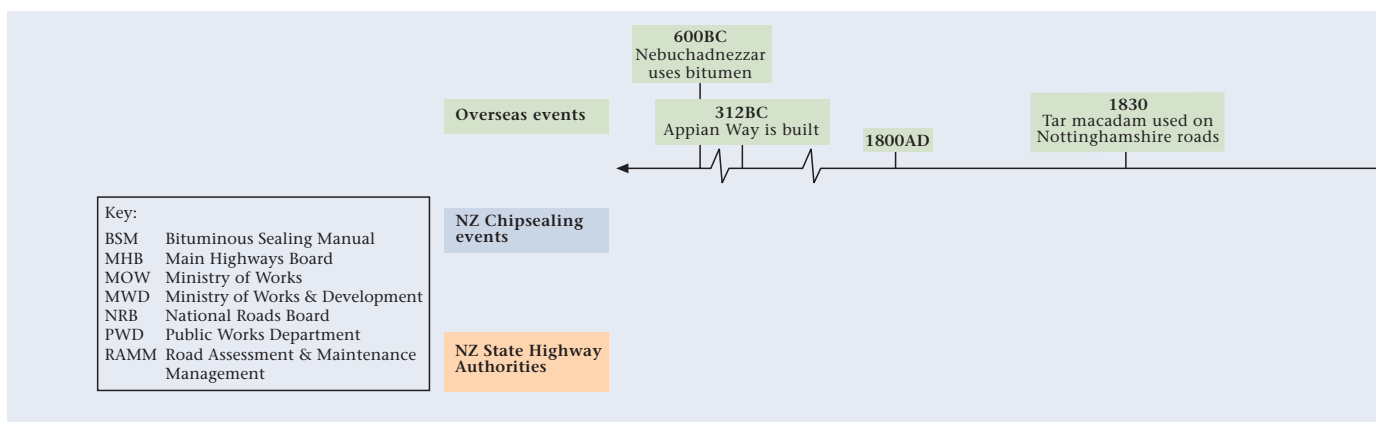 600BC
Nebuchadnezzar
uses bitumen
Overseas events
312BC
Appian Way is built
1800AD
1830
Tar macadam used on
Nottinghamshire roads
Key:
BSM Bituminous Sealing Manual
MHB Main Highways Board
MOW Ministry of Works
MWD Ministry of Works & Development
NRB National Roads Board
PWD Public Works Department
RAMM Road Assessment & Maintenance
Management
NZ Chipsealing
events
NZ State Highway
Authorities